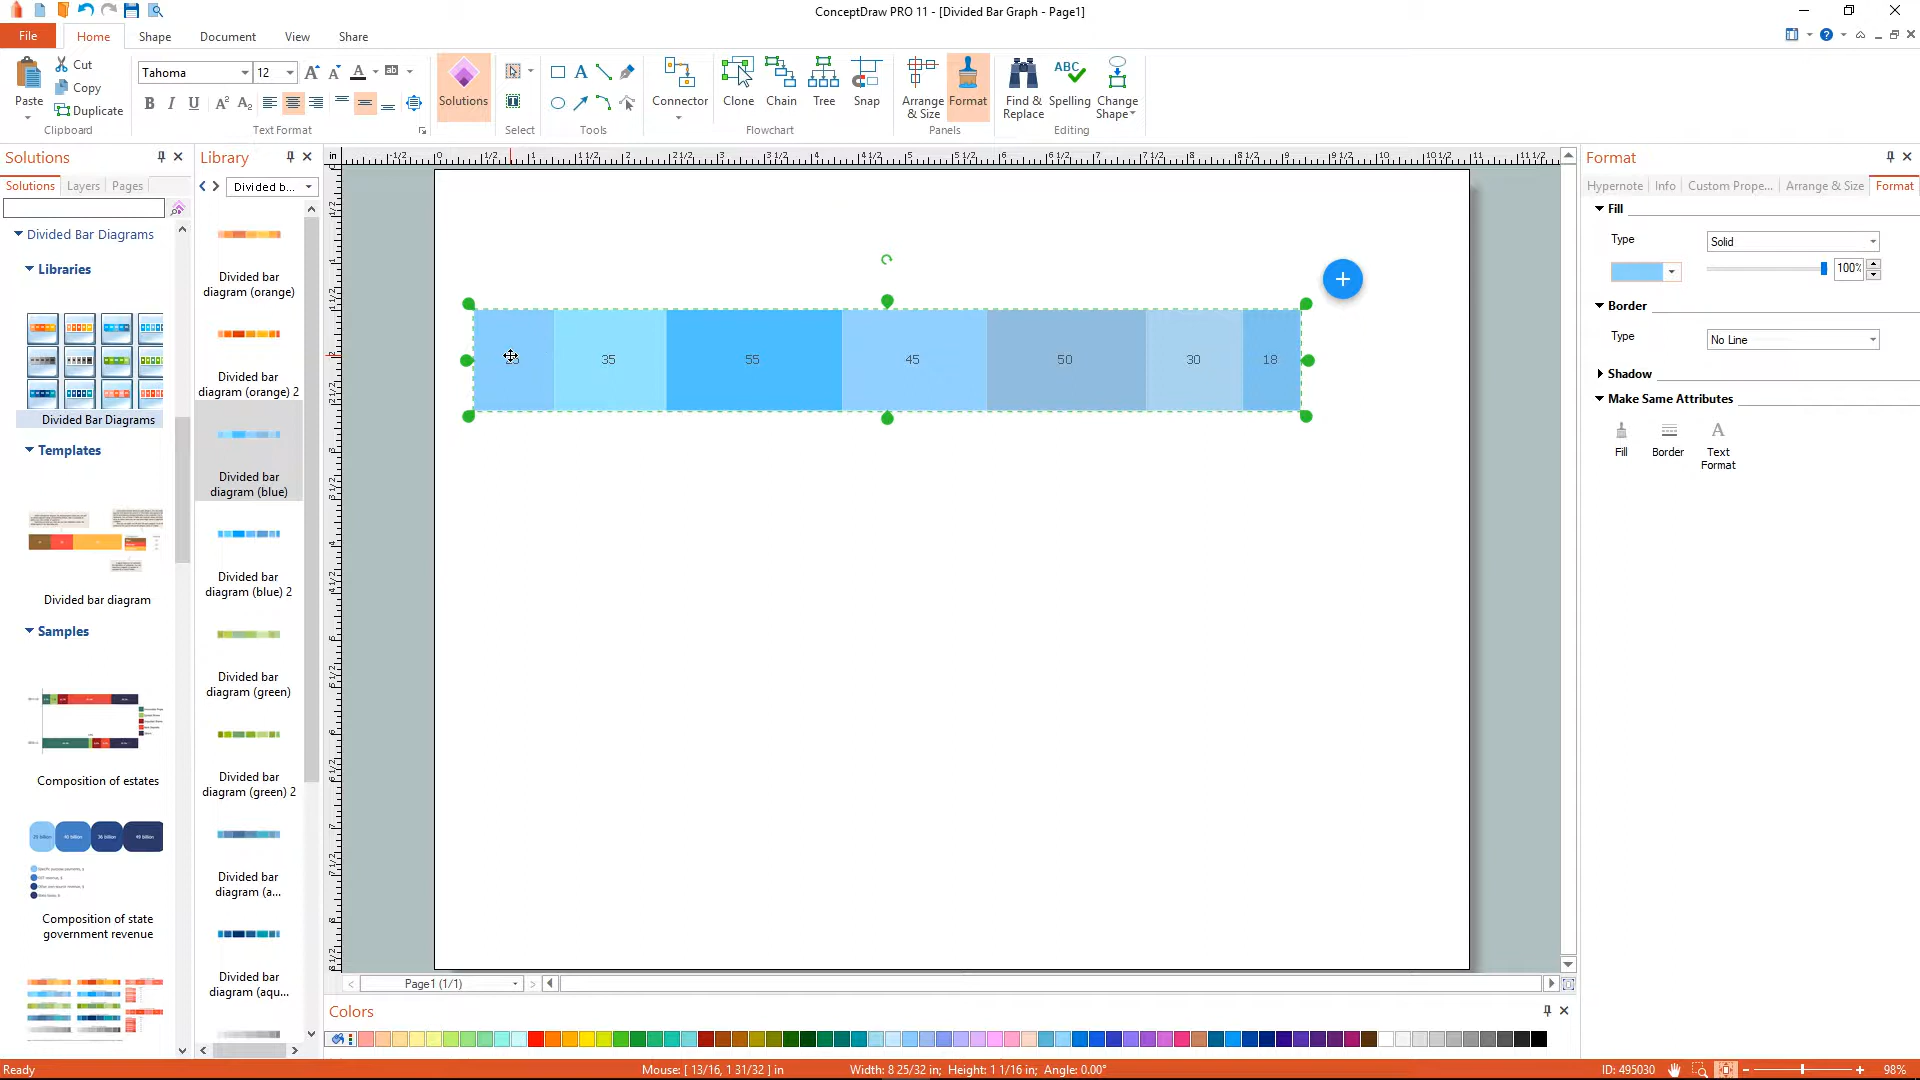 ConceptDraw PRO 11 - [Divided Bar Graph - Page1]
File
Home
Shape
Document
View
Share
Paste
Cut
Copy
Duplicate
Clipboard
Tahoma
12
Text Format
Solutions
Select
Tools
Connector
Clone
Chain
Tree
Snap
Flowchart
Arrange
& Size
Format
Panels
Find &
Replace
ABC
Spelling
Change
Shape
Editing
Solutions
Solutions
Layers
Pages
Divided Bar Diagrams
Libraries
Divided Bar Diagrams
Templates
Divided bar diagram
Samples
Composition of estates
Composition of state
government revenue
Library
Divided b...
Divided bar
diagram (orange)
Divided bar
diagram (orange) 2
Divided bar
diagram (blue)
Divided bar
diagram (blue) 2
Divided bar
diagram (green)
Divided bar
diagram (green) 2
Divided bar
diagram (a...
Divided bar
diagram (aqu...
in
35
55
45
50
30
18
Page1 (1/1)
Colors
Format
Hypernote
Info
Custom Prope...
Arrange & Size
Format
Fill
Type
Solid
100%
Border
Type
No Line
Shadow
Make Same Attributes
Fill
Border
Text
Format
Ready
Mouse: [ 13/16, 1 31/32 ] in
Width: 8 25/32 in; Height: 1 1/16 in; Angle: 0.00°
ID: 495030
98%